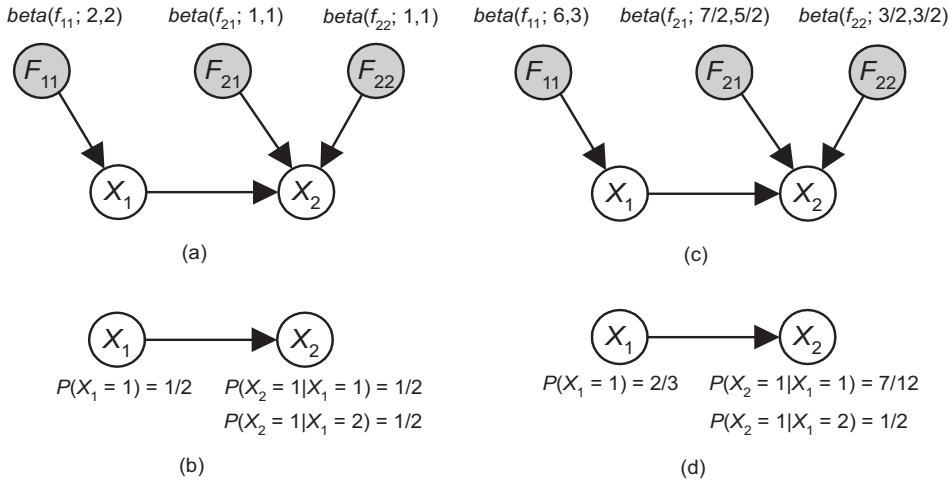 beta(f₁₁; 2,2) beta(f₂₁; 1,1) beta(f₂₂; 1,1)
F₁₁ F₂₁ F₂₂
X₁ X₂
(a)
X₁ X₂
P(X₁ = 1) = 1/2 P(X₂ = 1|X₁ = 1) = 1/2
P(X₂ = 1|X₁ = 2) = 1/2
(b)
beta(f₁₁; 6,3) beta(f₂₁; 7/2,5/2) beta(f₂₂; 3/2,3/2)
F₁₁ F₂₁ F₂₂
X₁ X₂
(c)
X₁ X₂
P(X₁ = 1) = 2/3 P(X₂ = 1|X₁ = 1) = 7/12
P(X₂ = 1|X₁ = 2) = 1/2
(d)